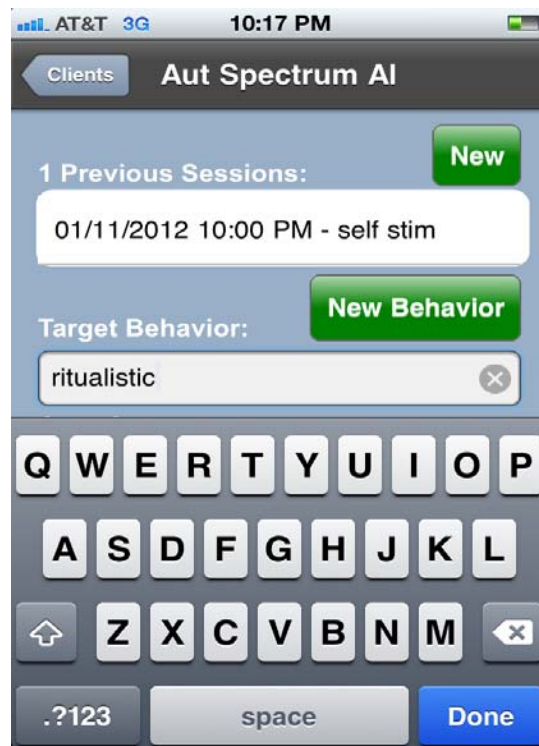 AT&T 3G 10:17 PM
Clients Aut Spectrum Al
New
1 Previous Sessions:
01/11/2012 10:00 PM - self stim
New Behavior
Target Behavior:
ritualistic
Q W E R T Y U I O P
A S D F G H J K L
Z X C V B N M
.?123 space Done